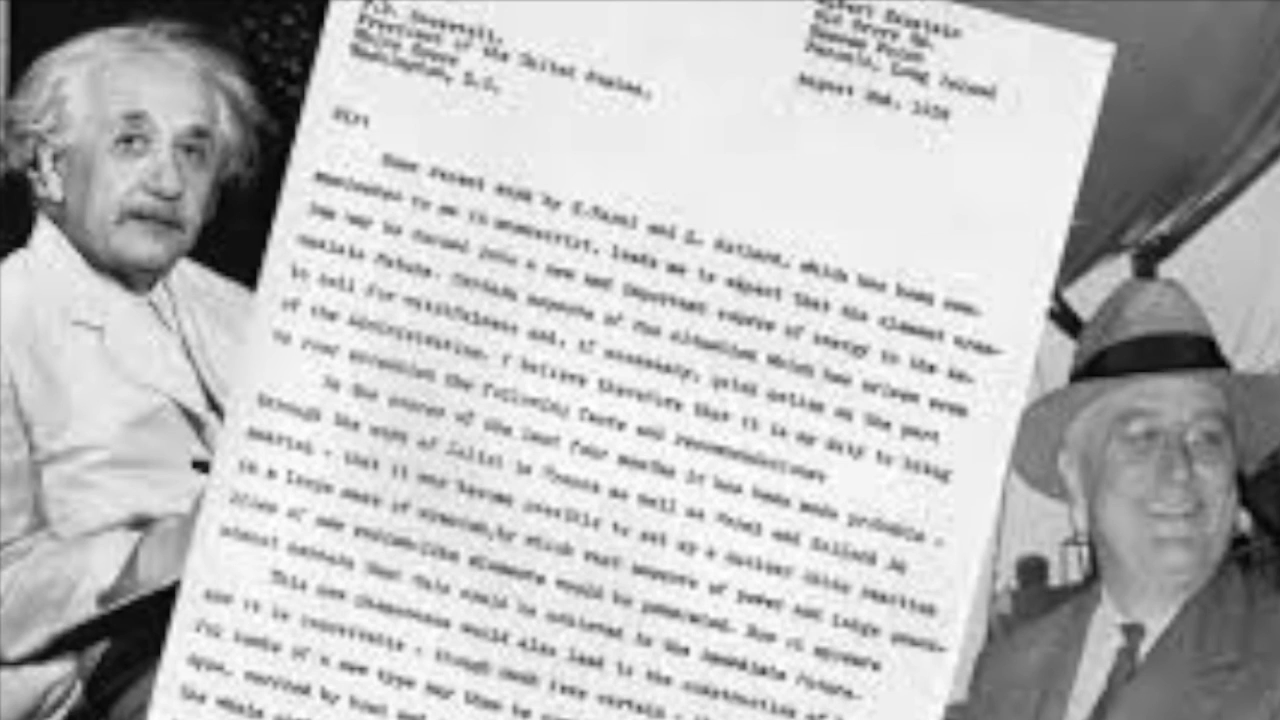 F.D. Roosevelt,
President of the United States,
White House
Washington, D.C.
Albert Einstein
Old Grove Rd.
Nassau Point
Peconic, Long Island
August 2nd, 1939
Sir:
Some recent work by E.Fermi and L. Szilard, which has been com-
municated to me in manuscript, leads me to expect that the element uran-
ium may be turned into a new and important source of energy in the im-
mediate future. Certain aspects of the situation which has arisen seem
to call for watchfulness and, if necessary, quick action on the part
of the Administration. I believe therefore that it is my duty to bring
to your attention the following facts and recommendations:
In the course of the last four months it has been made probable -
through the work of Joliot in France as well as Fermi and Szilard in
America - that it may become possible to set up a nuclear chain reaction
in a large mass of uranium,by which vast amounts of power and large quant-
ities of new radium-like elements would be generated. Now it appears
almost certain that this could be achieved in the immediate future.
This new phenomenon would also lead to the construction of
and it is conceivable - though much less certain -
ful bombs of a new type may thus be
type, carried by boat and
the whole